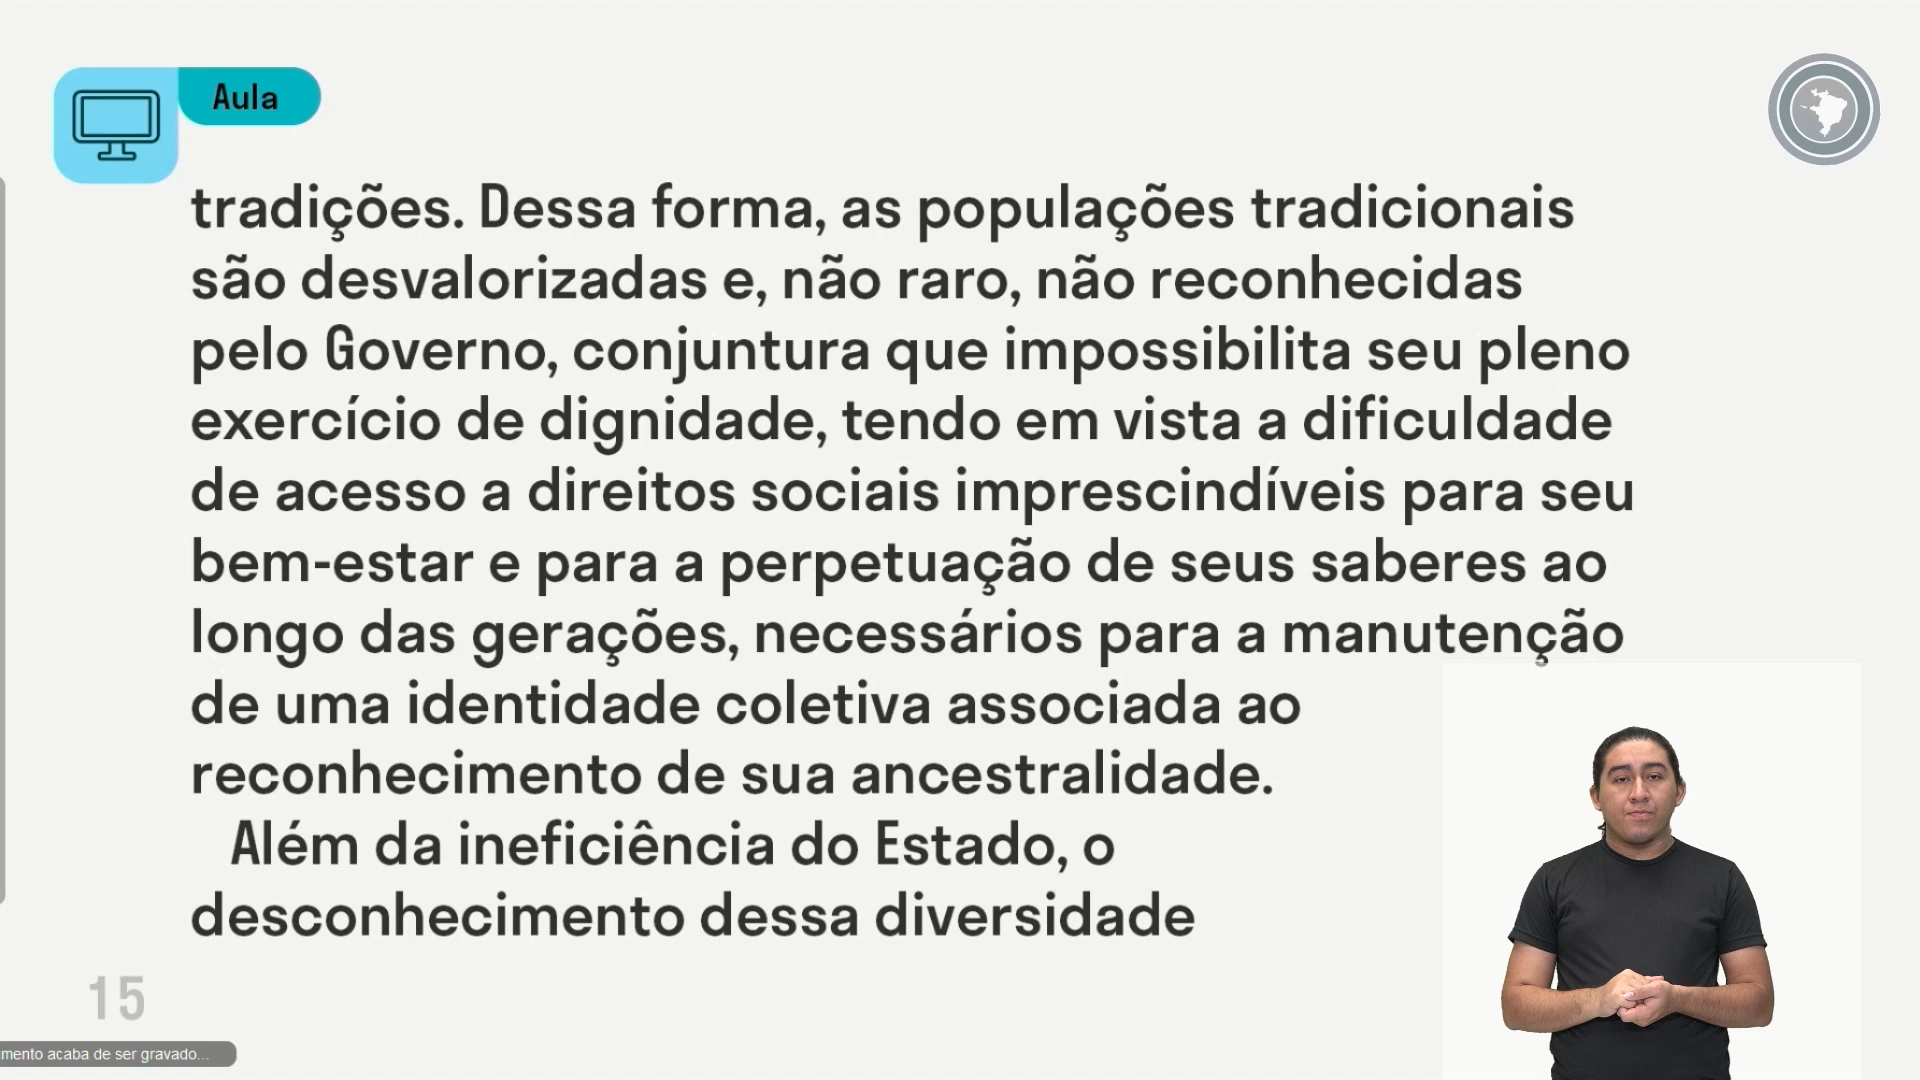 Aula
tradições. Dessa forma, as populações tradicionais
são desvalorizadas e, não raro, não reconhecidas
pelo Governo, conjuntura que impossibilita seu pleno
exercício de dignidade, tendo em vista a dificuldade
de acesso a direitos sociais imprescindíveis para seu
bem-estar e para a perpetuação de seus saberes ao
longo das gerações, necessários para a manutenção
de uma identidade coletiva associada ao
reconhecimento de sua ancestralidade.
Além da ineficiência do Estado, o
desconhecimento dessa diversidade
15
mento acaba de ser gravado...